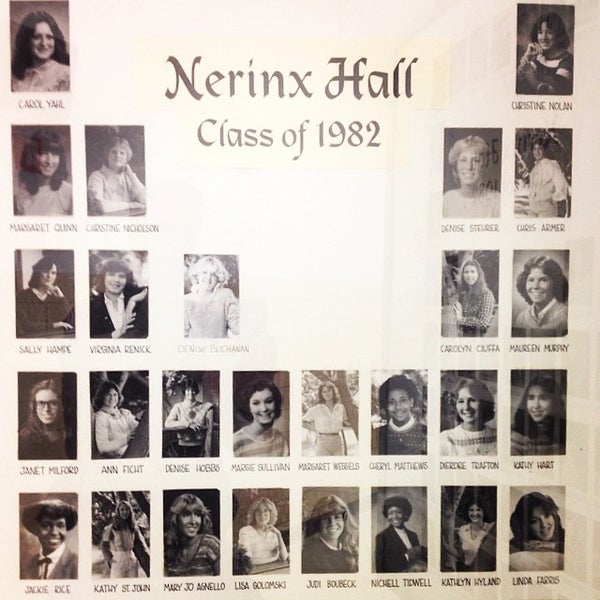 Nerinx Hall
Class of 1982
CAROL YAHL
CHRISTINE NOLAN
MARGARET QUINN
CHRISTINE NICHOLSON
DENISE STEURER
CHRIS ARMER
SALLY HAMPE
VIRGINIA RENICK
DENISE BUCHANAN
CAROLYN CIUFFA
MAUREEN MURPHY
JANET MILFORD
ANN FICHT
DENISE HOBBS
MARGIE SULLIVAN
MARGARET WESSELS
CHERYL MATTHEWS
DIERDRE TRAFTON
KATHY HART
JACKIE RICE
KATHY ST. JOHN
MARY JO AGNELLO
LISA GOLOMSKI
JUDI BOUBECK
NICHELL TIDWELL
KATHLYN HYLAND
LINDA FARRIS